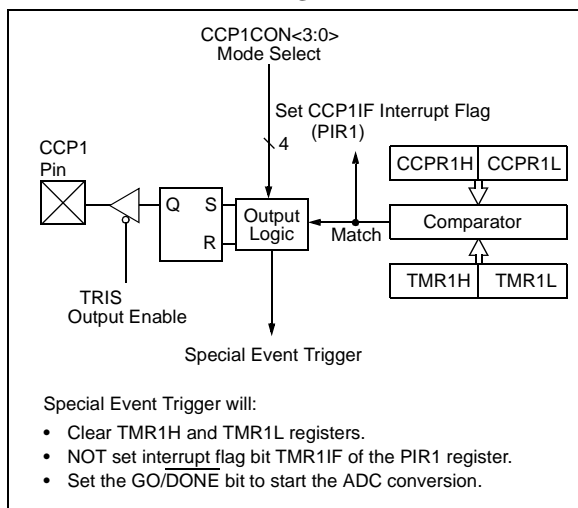 CCP1CON<3:0>
Mode Select
Set CCP1IF Interrupt Flag
(PIR1)
4
CCP1
Pin
CCPR1H CCPR1L
Q S
R
Output
Logic
Match
Comparator
TRIS
Output Enable
TMR1H TMR1L
Special Event Trigger
Special Event Trigger will:
• Clear TMR1H and TMR1L registers.
• NOT set interrupt flag bit TMR1IF of the PIR1 register.
• Set the GO/DONE bit to start the ADC conversion.